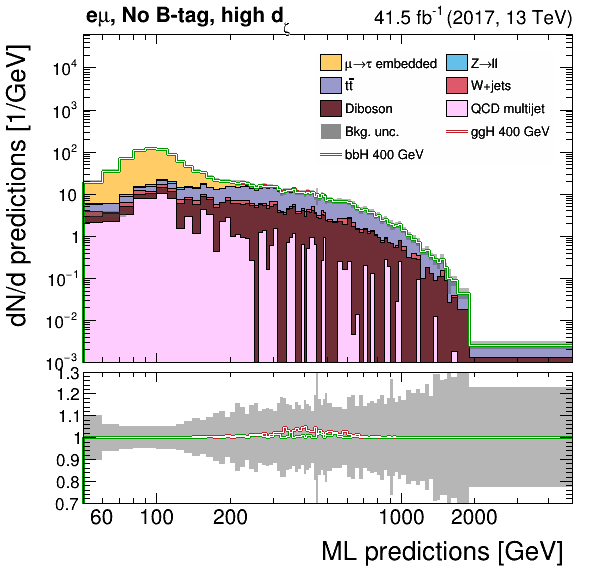 eμ, No B-tag, high dζ
41.5 fb⁻¹ (2017, 13 TeV)
dN/d predictions [1/GeV]
10⁴
10³
10²
10
1
10⁻¹
10⁻²
10⁻³
μ→τ embedded
Z→ll
tt̄
W+jets
Diboson
QCD multijet
Bkg. unc.
ggH 400 GeV
bbH 400 GeV
1.3
1.2
1.1
1
0.9
0.8
0.7
60 100 200 1000 2000
ML predictions [GeV]